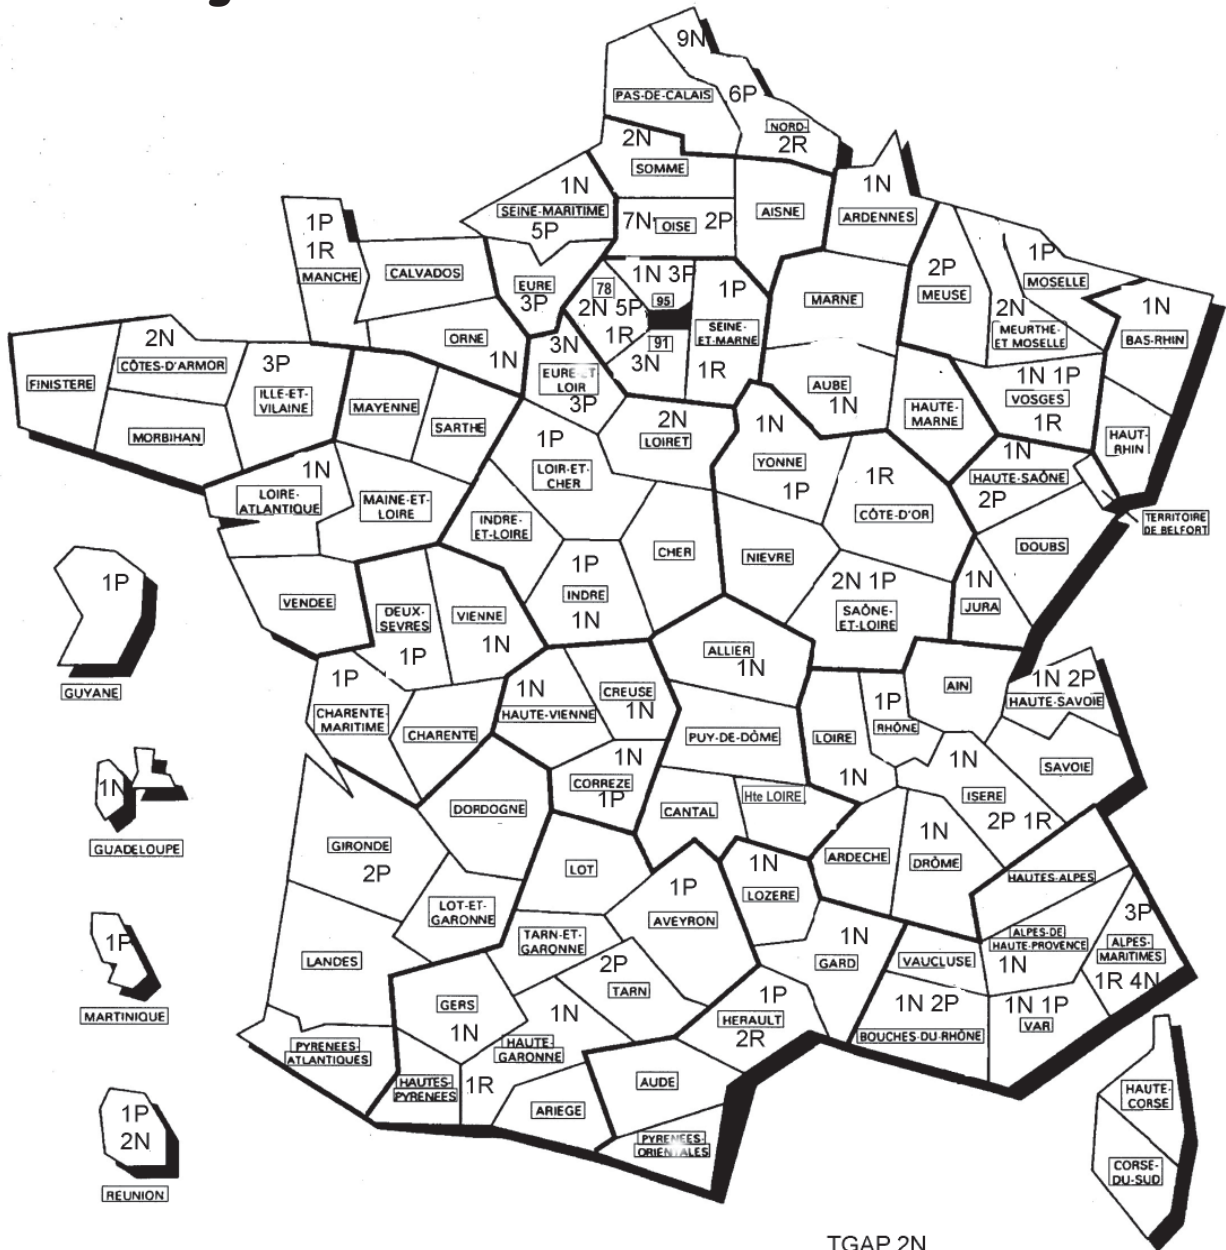 9N
PAS-DE-CALAIS
6P
NORD-
2R
2N
SOMME
1N
SEINE-MARITIME
5P
7N
OISE
2P
AISNE
1N
ARDENNES
1P
1R
MANCHE
CALVADOS
EURE
3P
78
2N 5P
1R
1N 3P
95
91
3N
1P
SEINE-
ET-MARNE
1R
MARNE
2P
MEUSE
1P
MOSELLE
2N
MEURTHE-
ET MOSELLE
1N
BAS-RHIN
ORNE
1N
3N
EURE-ET
LOIR
3P
FINISTERE
2N
CÔTES-D'ARMOR
3P
ILLE-ET-
VILAINE
MORBIHAN
MAYENNE
SARTHE
2N
LOIRET
AUBE
1N
HAUTE-
MARNE
1N 1P
VOSGES
1R
HAUT-
RHIN
1N
LOIRE-
ATLANTIQUE
MAINE-ET-
LOIRE
1P
LOIR-ET-
CHER
1N
YONNE
1P
1R
CÔTE-D'OR
1N
HAUTE-SAÔNE
2P
TERRITOIRE
DE BELFORT
INDRE-
ET-LOIRE
CHER
NIEVRE
DOUBS
1P
GUYANE
VENDEE
DEUX-
SEVRES
1P
VIENNE
1N
1P
INDRE
1N
2N 1P
SAÔNE-
ET-LOIRE
1N
JURA
ALLIER
1N
1P
CHARENTE-
MARITIME
CHARENTE
1N
HAUTE-VIENNE
CREUSE
1N
PUY-DE-DÔME
LOIRE
1N
1P
RHÔNE
AIN
1N 2P
HAUTE-SAVOIE
SAVOIE
1N
GUADELOUPE
1N
CORREZE
1P
DORDOGNE
CANTAL
Hte LOIRE
1N
ISERE
2P 1R
GIRONDE
2P
LOT
1N
LOZERE
ARDECHE
1N
DRÔME
HAUTES-ALPES
LOT-ET-
GARONNE
1P
AVEYRON
1P
MARTINIQUE
LANDES
TARN-ET-
GARONNE
2P
TARN
1N
GARD
VAUCLUSE
ALPES-DE
HAUTE-PROVENCE
1N
3P
ALPES-
MARITIMES
1R 4N
GERS
1N
1N
HAUTE-
GARONNE
1R
1P
HERAULT
2R
1N 2P
BOUCHES-DU-RHÔNE
1N 1P
VAR
PYRENEES-
ATLANTIQUES
HAUTES-
PYRENEES
ARIEGE
AUDE
PYRENEES-
ORIENTALES
1P
2N
REUNION
HAUTE-
CORSE
CORSE-
DU-SUD
TGAP 2N